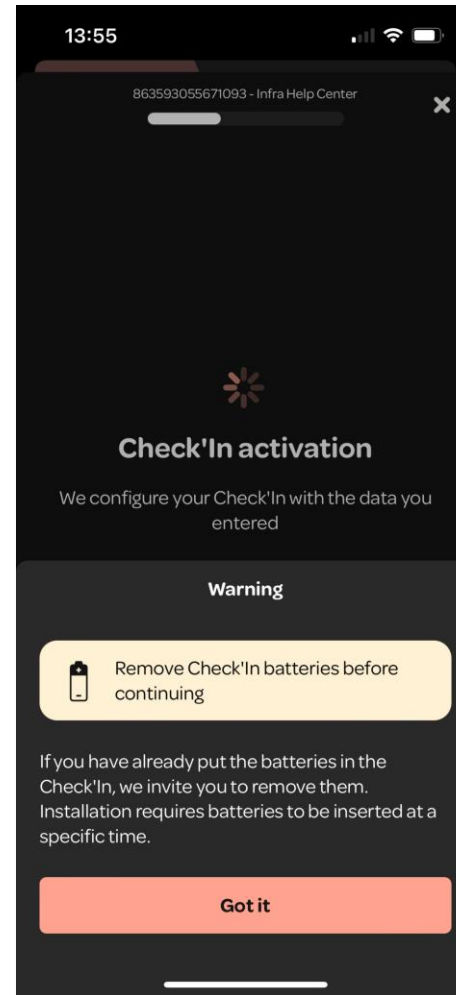 13:55
863593055671093 - Infra Help Center
Check'In activation
We configure your Check'In with the data you
entered
Warning
Remove Check'In batteries before
continuing
If you have already put the batteries in the
Check'In, we invite you to remove them.
Installation requires batteries to be inserted at a
specific time.
Got it